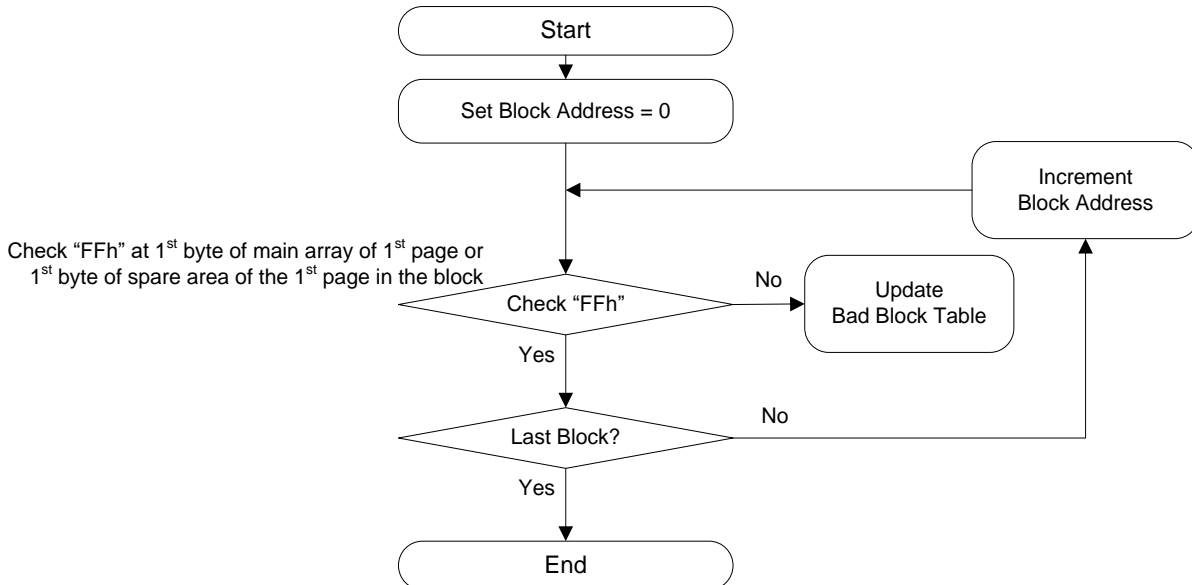 Start
Set Block Address = 0
Increment
Block Address
Check “FFh” at 1st byte of main array of 1st page or
1st byte of spare area of the 1st page in the block
Check “FFh”
No
Update
Bad Block Table
Yes
Last Block?
No
Yes
End